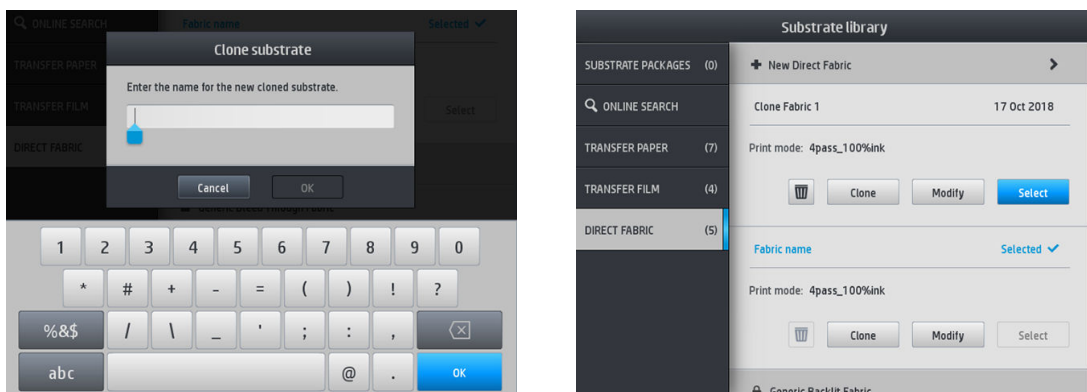 ONLINE SEARCH
Fabric name
Selected
Clone substrate
TRANSFER PAPER
Enter the name for the new cloned substrate.
TRANSFER FILM
Select
DIRECT FABRIC
Cancel
OK
1 2 3 4 5 6 7 8 9 0
* # + - = ( ) ! ?
%&$ / \ _ ' ; : ,
abc @ . OK
Substrate library
SUBSTRATE PACKAGES (0)
ONLINE SEARCH
TRANSFER PAPER (7)
TRANSFER FILM (4)
DIRECT FABRIC (5)
New Direct Fabric
Clone Fabric 1 17 Oct 2018
Print mode: 4pass_100%ink
Clone Modify Select
Fabric name Selected
Print mode: 4pass_100%ink
Clone Modify Select
Generic Backlit Fabric